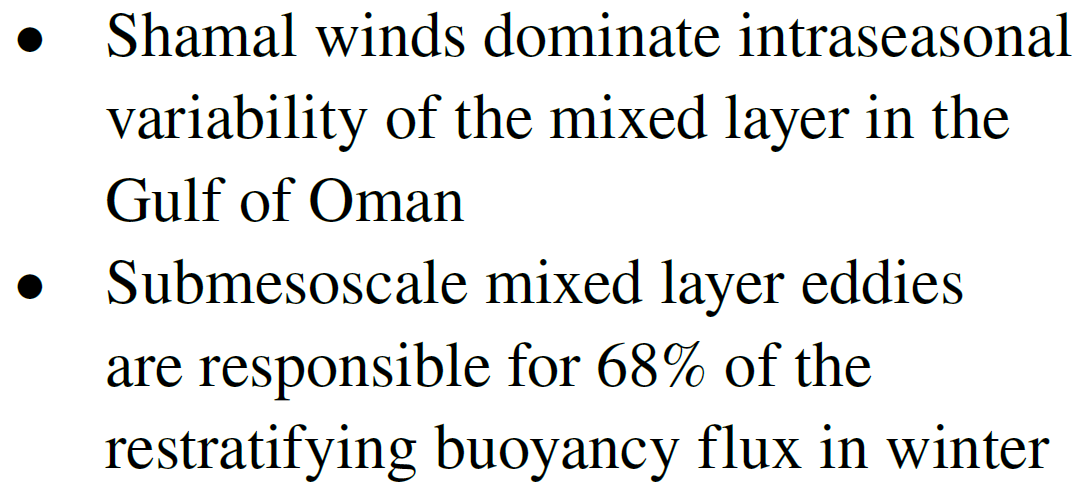 ● Shamal winds dominate intraseasonal
variability of the mixed layer in the
Gulf of Oman
● Submesoscale mixed layer eddies
are responsible for 68% of the
restratifying buoyancy flux in winter